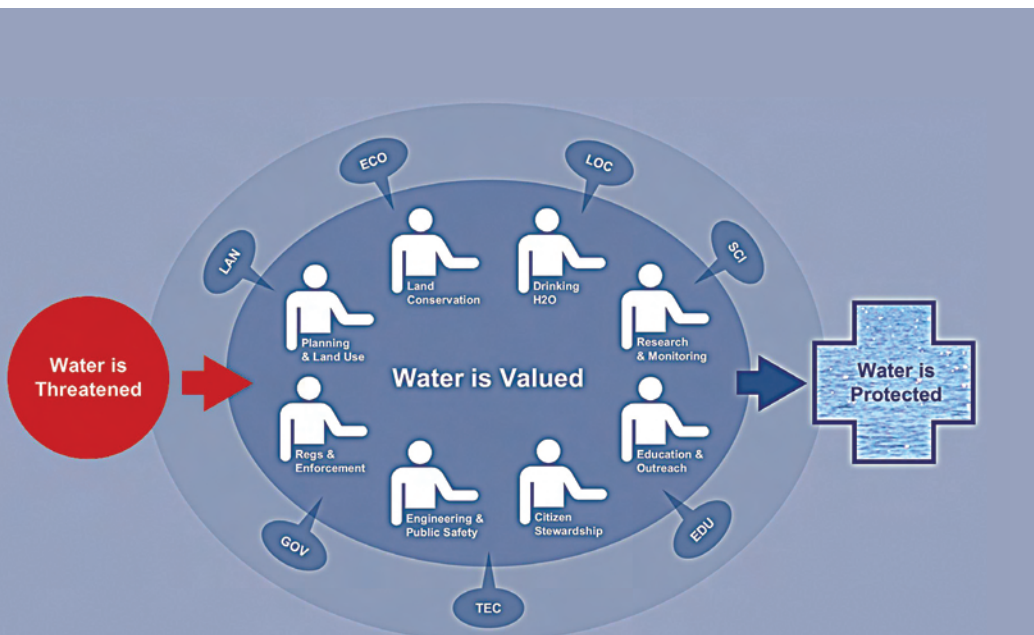 ECO
LOC
LAN
SCI
Land
Conservation
Drinking
H2O
Planning
& Land Use
Research
& Monitoring
Water is
Threatened
Water is Valued
Water is
Protected
Regs &
Enforcement
Education &
Outreach
Engineering &
Public Safety
Citizen
Stewardship
GOV
EDU
TEC